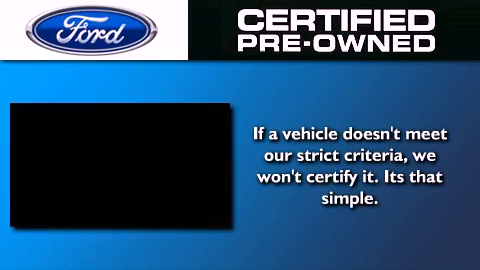 Ford
CERTIFIED
PRE-OWNED
If a vehicle doesn't meet
our strict criteria, we
won't certify it. Its that
simple.